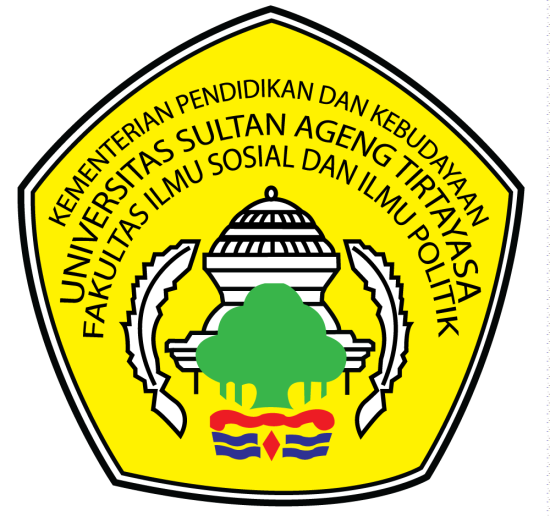 KEMENTERIAN PENDIDIKAN DAN KEBUDAYAAN
UNIVERSITAS SULTAN AGENG TIRTAYASA
FAKULTAS ILMU SOSIAL DAN ILMU POLITIK